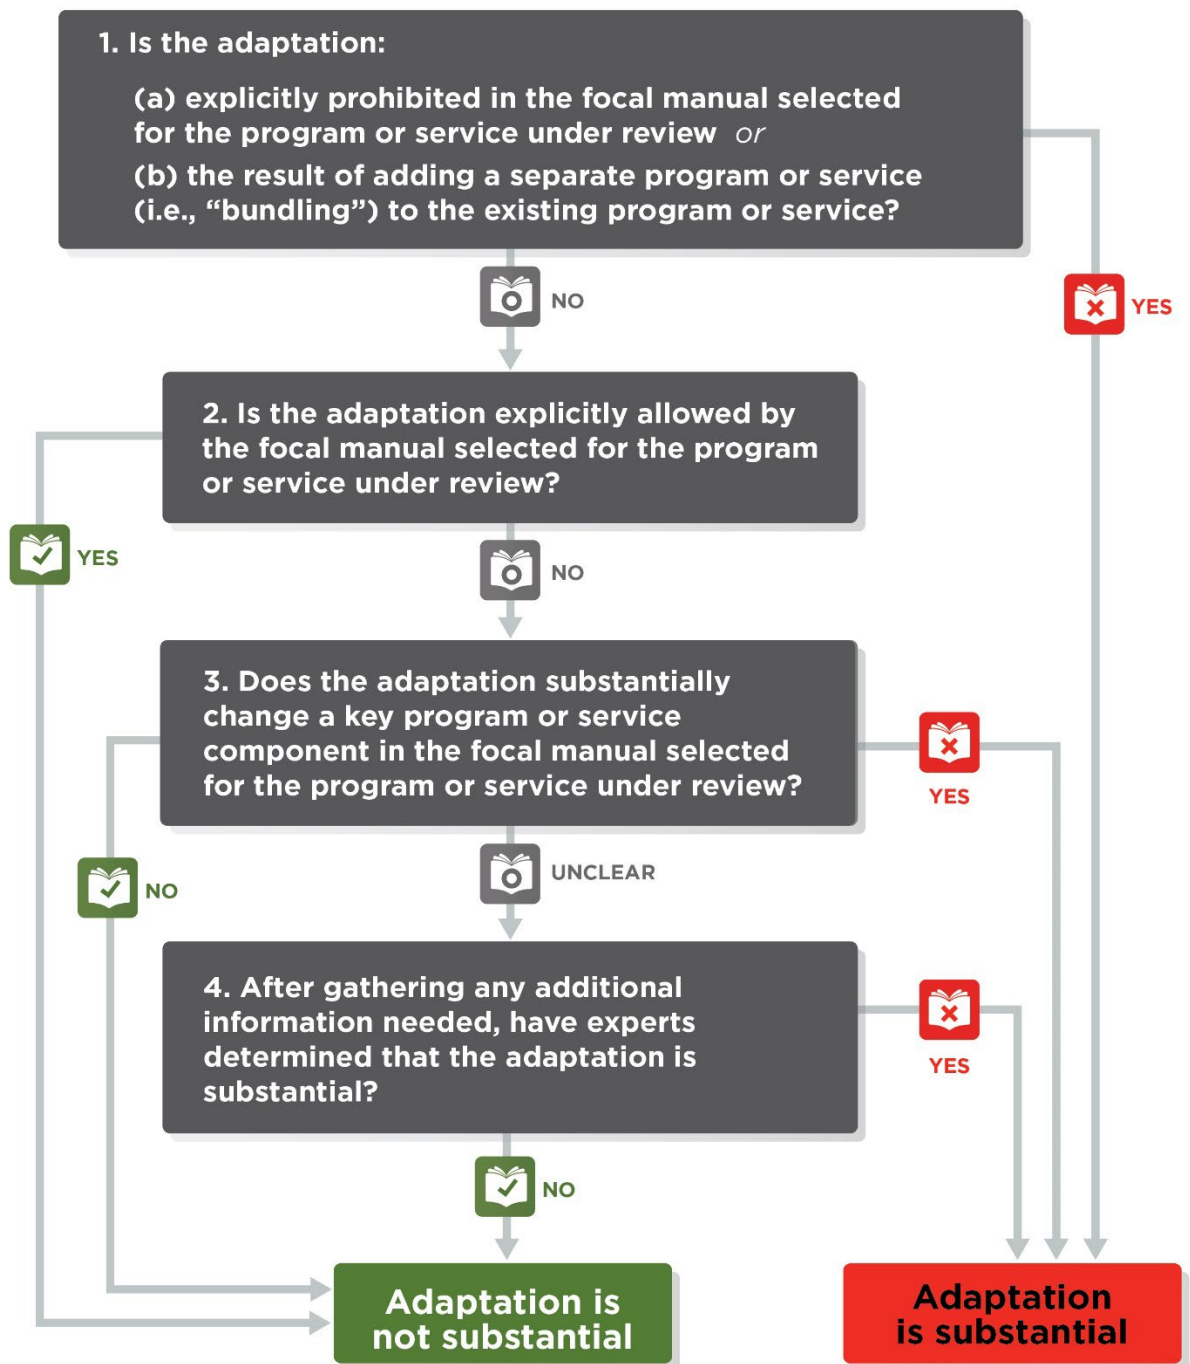 1. Is the adaptation:
(a) explicitly prohibited in the focal manual selected
for the program or service under review or
(b) the result of adding a separate program or service
(i.e., “bundling”) to the existing program or service?
NO
YES
2. Is the adaptation explicitly allowed by
the focal manual selected for the program
or service under review?
YES
NO
3. Does the adaptation substantially
change a key program or service
component in the focal manual selected
for the program or service under review?
YES
NO
UNCLEAR
4. After gathering any additional
information needed, have experts
determined that the adaptation is
substantial?
YES
NO
Adaptation is
not substantial
Adaptation
is substantial